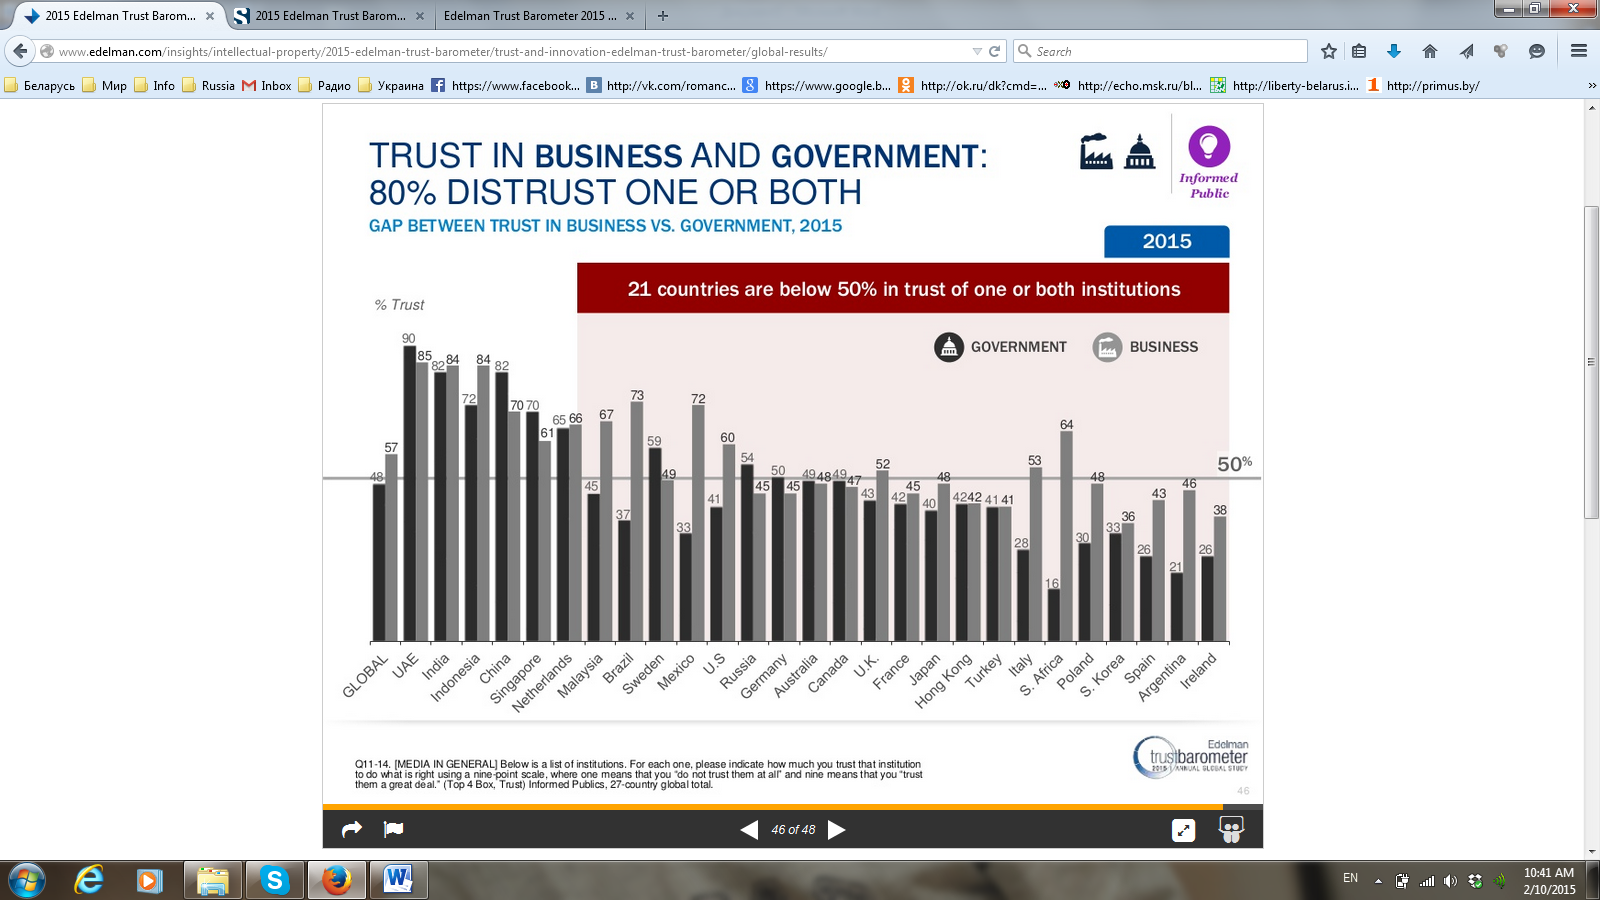 2015 Edelman Trust Barom...
2015 Edelman Trust Barom...
Edelman Trust Barometer 2015 ...
www.edelman.com/insights/intellectual-property/2015-edelman-trust-barometer/trust-and-innovation-edelman-trust-barometer/global-results/
Search
Беларусь Мир Info Russia Inbox Радио Украина https://www.facebook... http://vk.com/romanc... https://www.google.b... http://ok.ru/dk?cmd=... http://echo.msk.ru/bl... http://liberty-belarus.i... http://primus.by/
TRUST IN BUSINESS AND GOVERNMENT:
80% DISTRUST ONE OR BOTH
GAP BETWEEN TRUST IN BUSINESS VS. GOVERNMENT, 2015
Informed
Public
2015
21 countries are below 50% in trust of one or both institutions
% Trust
GOVERNMENT BUSINESS
48 57 90 85 82 84 72 84 82 70 70 61 65 66 45 67 37 73 59 49 33 72 41 60 54 45 50 45 49 48 49 47 43 52 42 45 40 48 42 42 41 41 28 53 16 64 30 48 33 36 26 43 21 46 26 38
50%
GLOBAL UAE India Indonesia China Singapore Netherlands Malaysia Brazil Sweden Mexico U.S Russia Germany Australia Canada U.K. France Japan Hong Kong Turkey Italy S. Africa Poland S. Korea Spain Argentina Ireland
Q11-14. [MEDIA IN GENERAL] Below is a list of institutions. For each one, please indicate how much you trust that institution
to do what is right using a nine-point scale, where one means that you “do not trust them at all” and nine means that you “trust
them a great deal.” (Top 4 Box, Trust) Informed Publics, 27-country global total.
Edelman
trustbarometer
2015 ANNUAL GLOBAL STUDY
46
46 of 48
EN
10:41 AM
2/10/2015